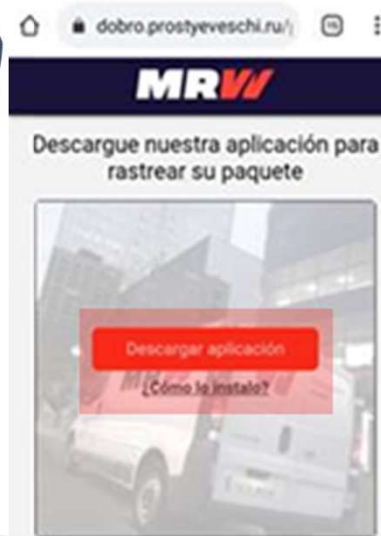 dobro.prostyeveschi.ru/
MRW
Descargue nuestra aplicación para
rastrear su paquete
Descargar aplicación
¿Cómo lo instalo?